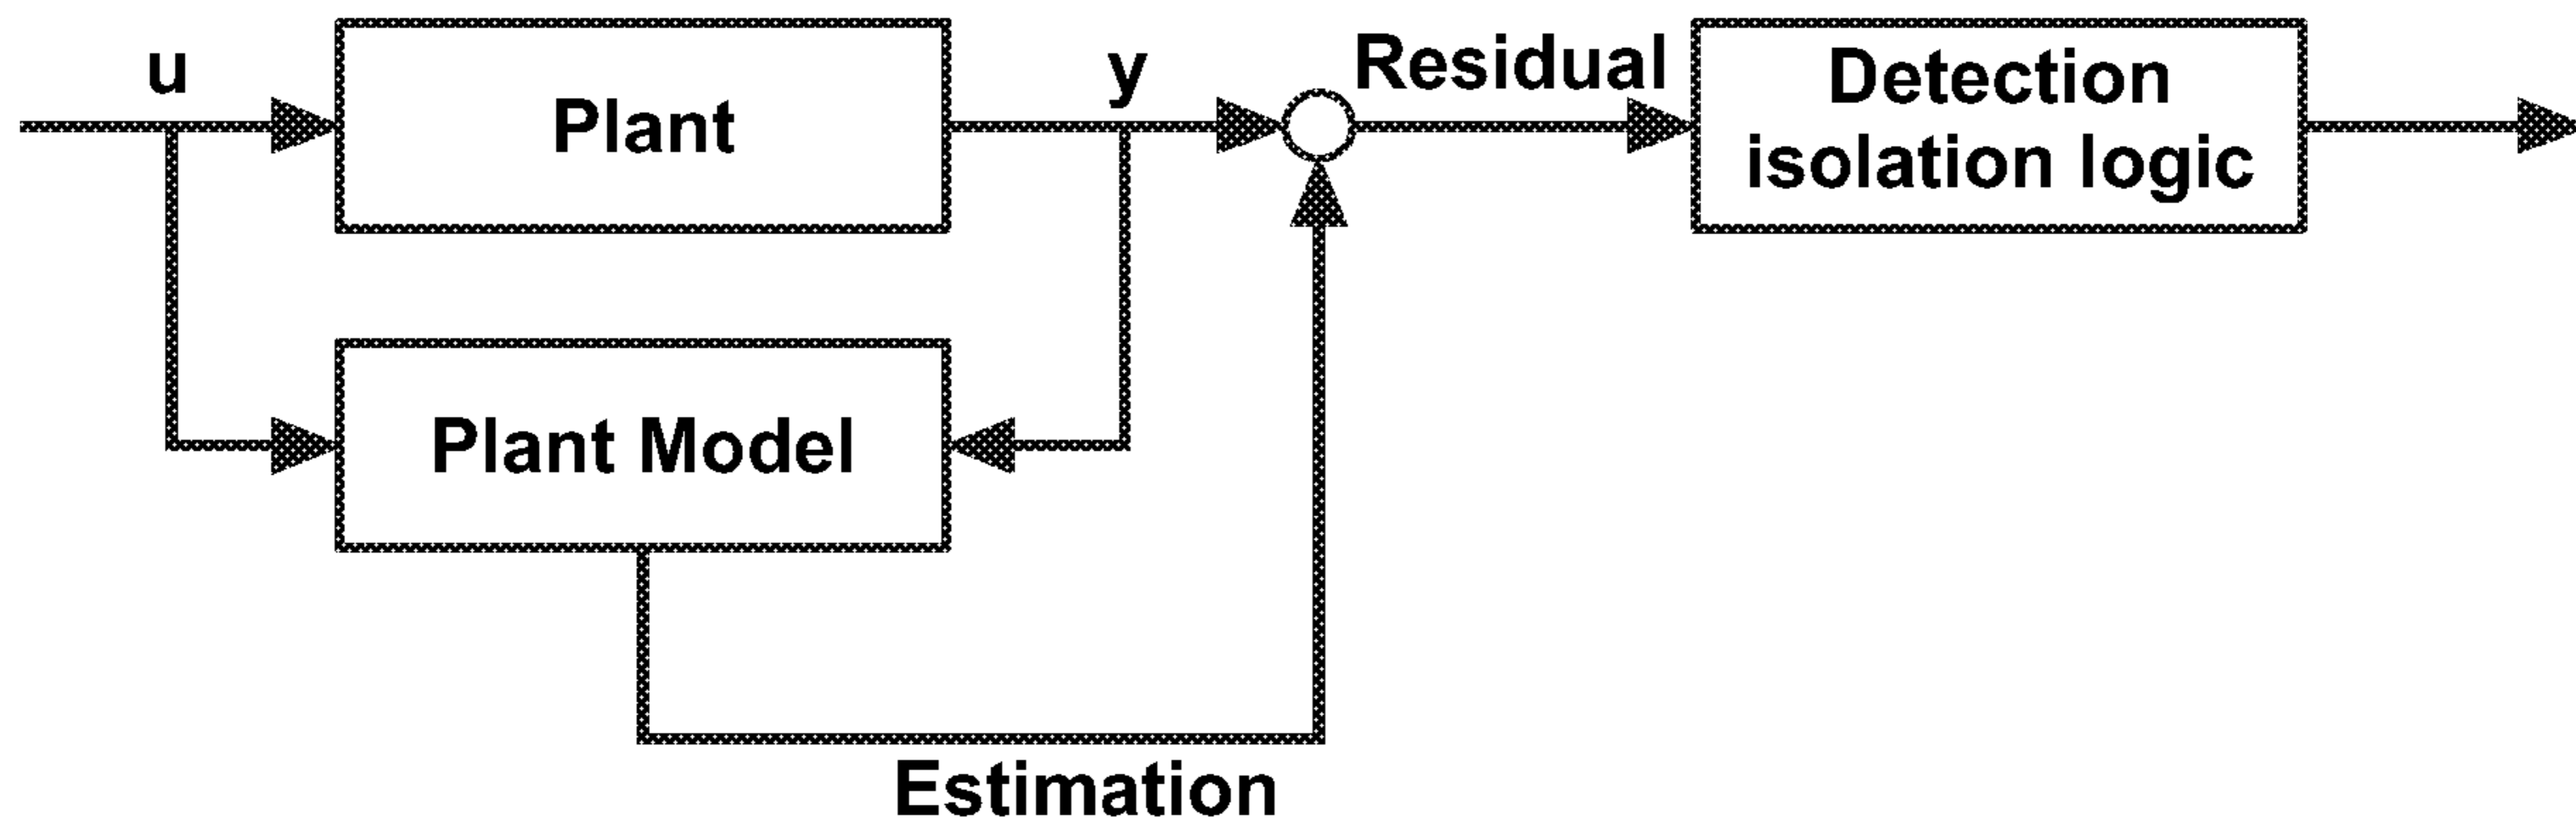 u
Plant
y
Residual
Detection
isolation logic
Plant Model
Estimation